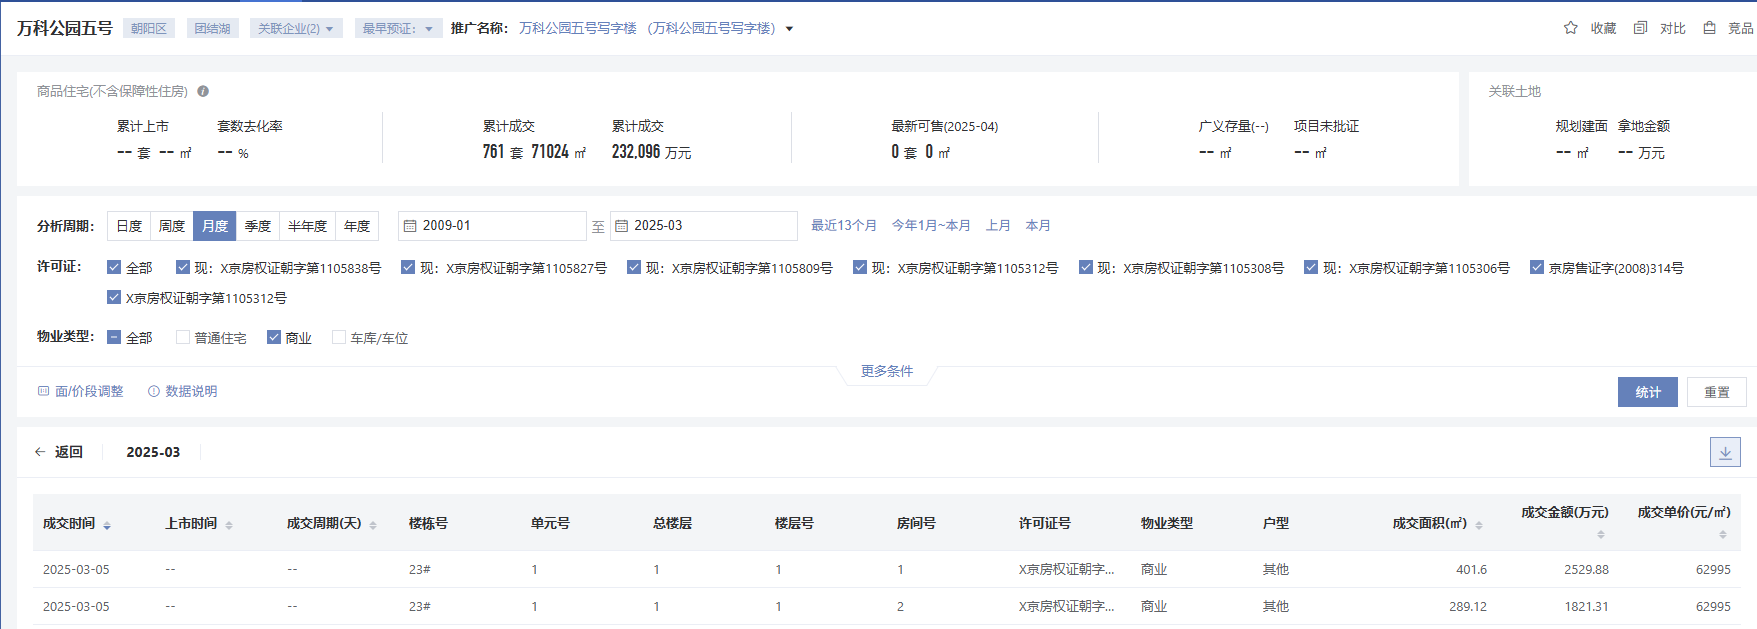 万科公园五号 朝阳区 团结湖 关联企业(2) 最早预证： 推广名称： 万科公园五号写字楼 （万科公园五号写字楼） 收藏 对比 竞品
商品住宅(不含保障性住房) 关联土地
累计上市 套数去化率 累计成交 累计成交 最新可售(2025-04) 广义存量(--) 项目未批证 规划建面 拿地金额
-- 套 -- ㎡ -- % 761 套 71024 ㎡ 232,096 万元 0 套 0 ㎡ -- ㎡ -- ㎡ -- ㎡ -- 万元
分析周期： 日度 周度 月度 季度 半年度 年度 2009-01 至 2025-03 最近13个月 今年1月~本月 上月 本月
许可证： 全部 现：X京房权证朝字第1105838号 现：X京房权证朝字第1105827号 现：X京房权证朝字第1105809号 现：X京房权证朝字第1105312号 现：X京房权证朝字第1105308号 现：X京房权证朝字第1105306号 京房售证字(2008)314号
X京房权证朝字第1105312号
物业类型： 全部 普通住宅 商业 车库/车位
更多条件
面/价段调整 数据说明 统计 重置
返回 2025-03
成交时间 上市时间 成交周期(天) 楼栋号 单元号 总楼层 楼层号 房间号 许可证号 物业类型 户型 成交面积(㎡) 成交金额(万元) 成交单价(元/㎡)
2025-03-05 -- -- 23# 1 1 1 1 X京房权证朝字... 商业 其他 401.6 2529.88 62995
2025-03-05 -- -- 23# 1 1 1 2 X京房权证朝字... 商业 其他 289.12 1821.31 62995